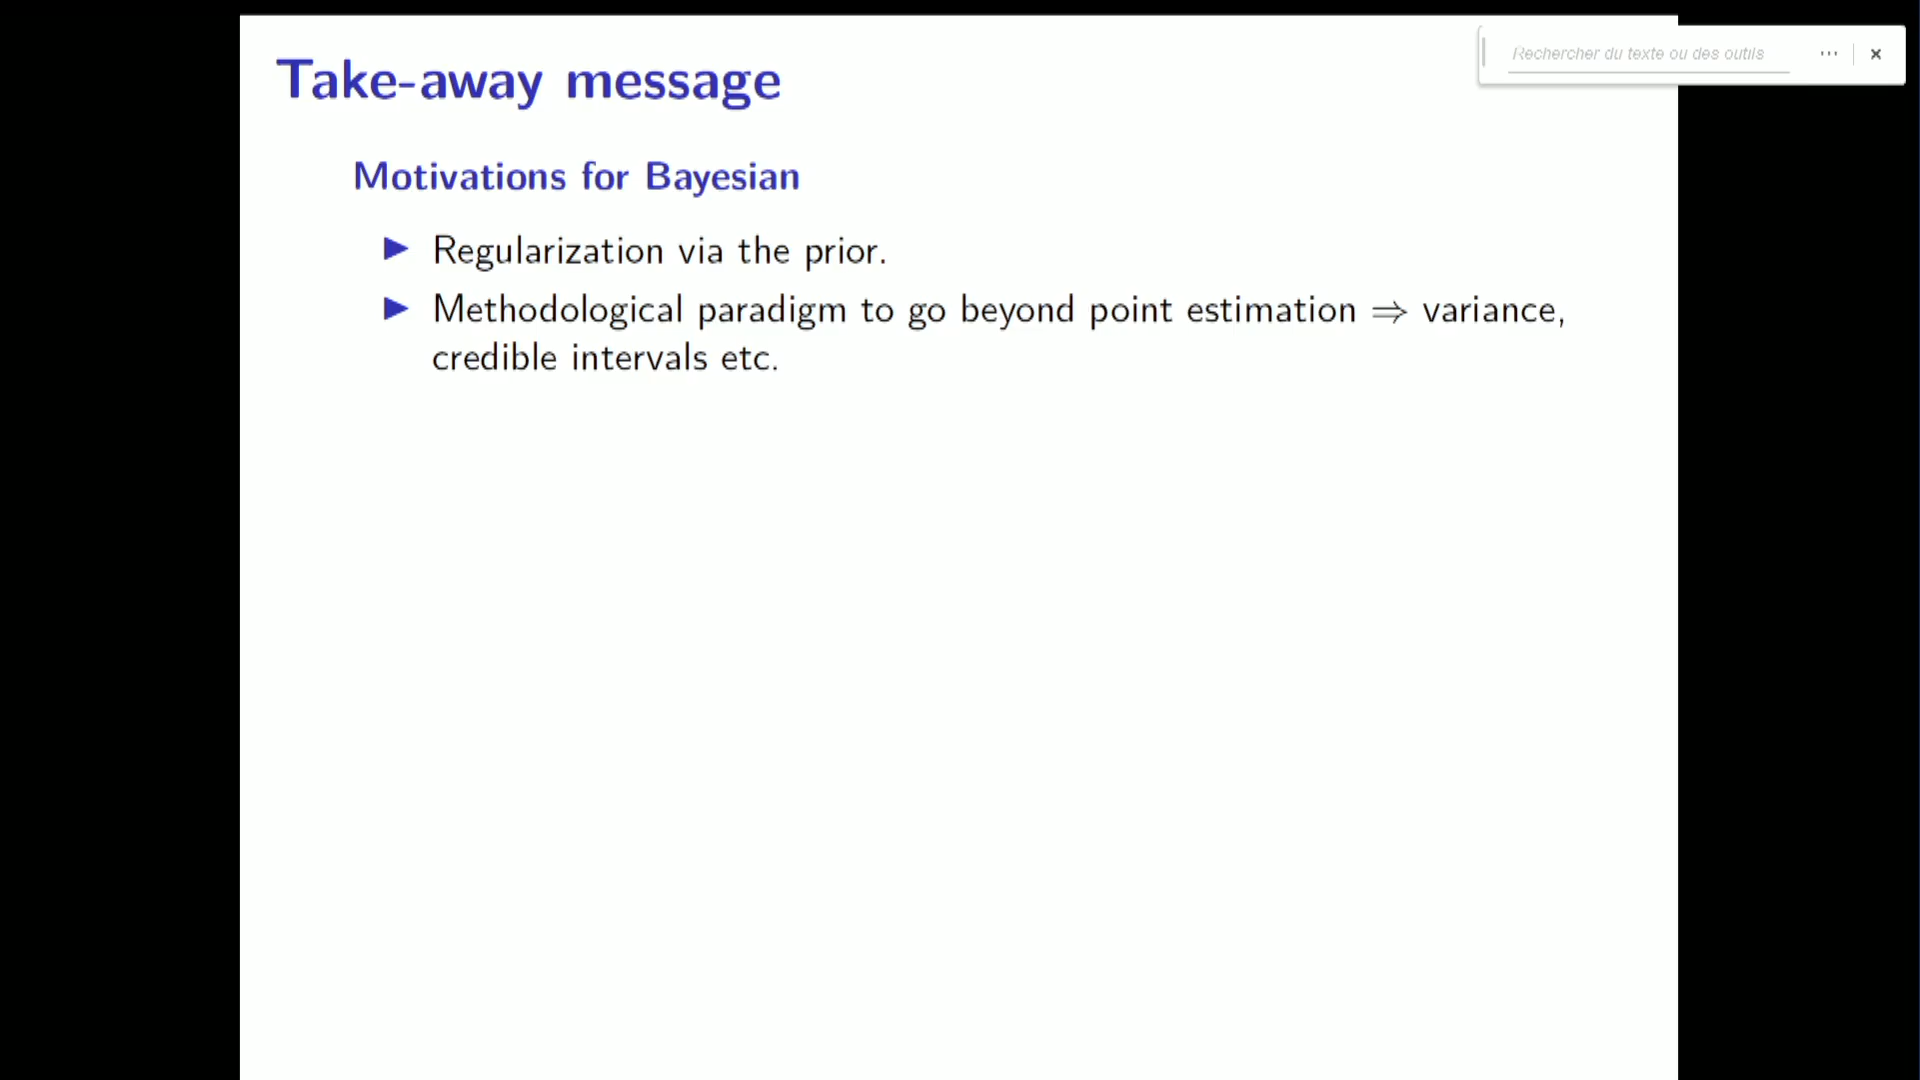 Take-away message
Rechercher du texte ou des outils ... ×
Motivations for Bayesian
▶ Regularization via the prior.
▶ Methodological paradigm to go beyond point estimation ⇒ variance,
credible intervals etc.